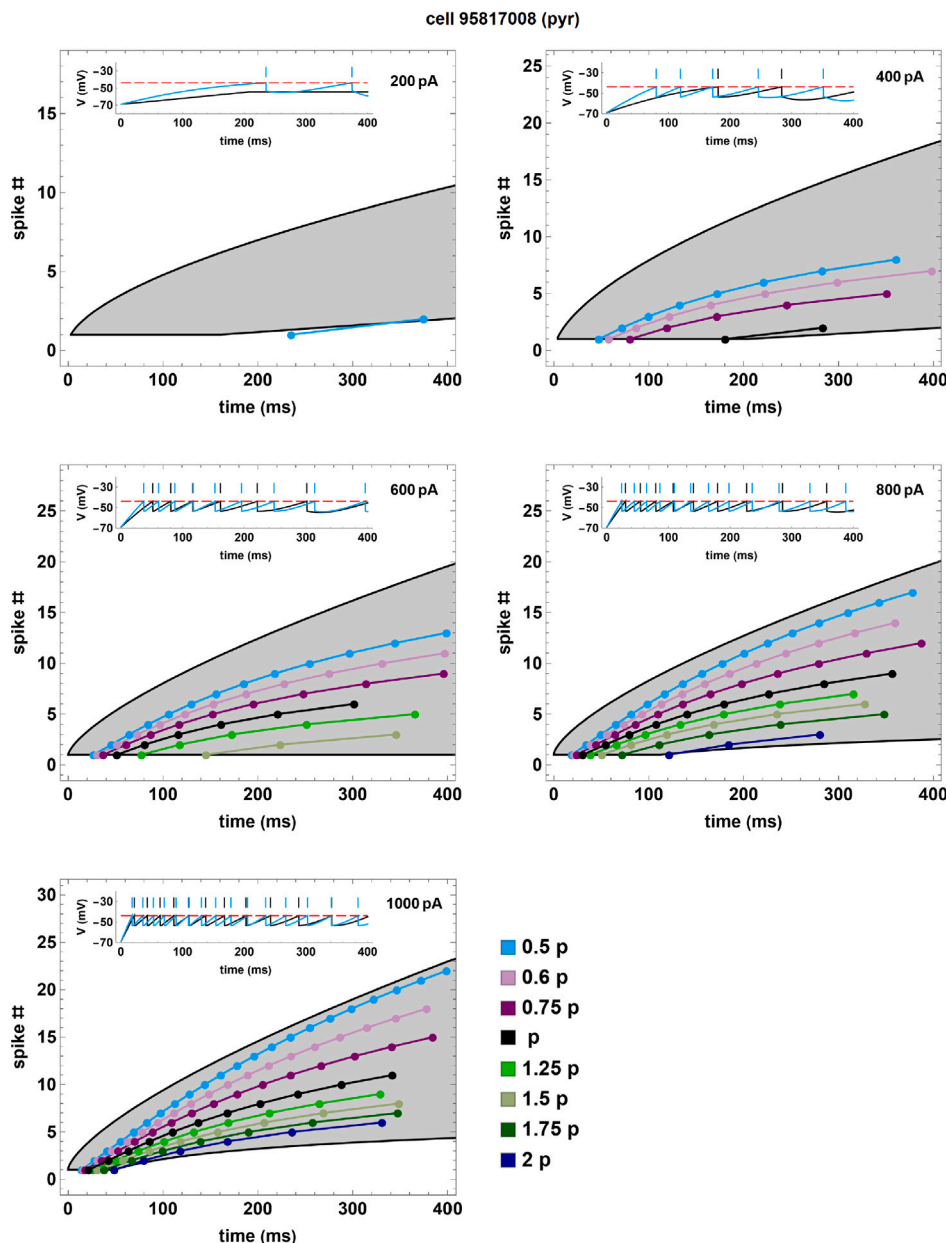 cell 95817008 (pyr)
200 pA
V (mV)
−30
−50
−70
0 100 200 300 400
time (ms)
spike #
15
10
5
0
0 100 200 300 400
time (ms)
400 pA
V (mV)
−30
−50
−70
0 100 200 300 400
time (ms)
spike #
25
20
15
10
5
0
0 100 200 300 400
time (ms)
600 pA
V (mV)
−30
−50
−70
0 100 200 300 400
time (ms)
spike #
25
20
15
10
5
0
0 100 200 300 400
time (ms)
800 pA
V (mV)
−30
−50
−70
0 100 200 300 400
time (ms)
spike #
25
20
15
10
5
0
0 100 200 300 400
time (ms)
1000 pA
V (mV)
−30
−50
−70
0 100 200 300 400
time (ms)
spike #
30
25
20
15
10
5
0
0 100 200 300 400
time (ms)
0.5 p
0.6 p
0.75 p
p
1.25 p
1.5 p
1.75 p
2 p